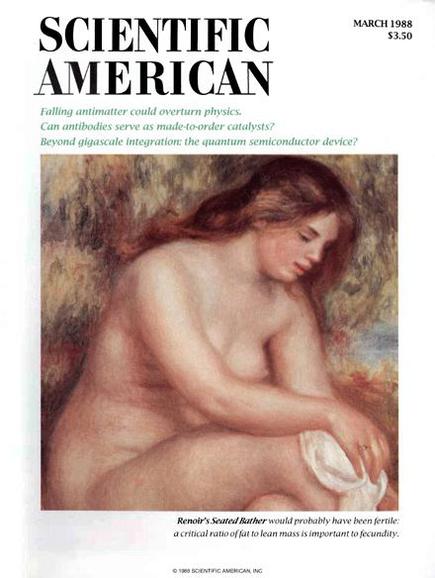 SCIENTIFIC
AMERICAN
MARCH 1988
$3.50
Falling antimatter could overturn physics.
Can antibodies serve as made-to-order catalysts?
Beyond gigascale integration: the quantum semiconductor device?
Renoir's Seated Bather would probably have been fertile:
a critical ratio of fat to lean mass is important to fecundity.
© 1988 SCIENTIFIC AMERICAN, INC